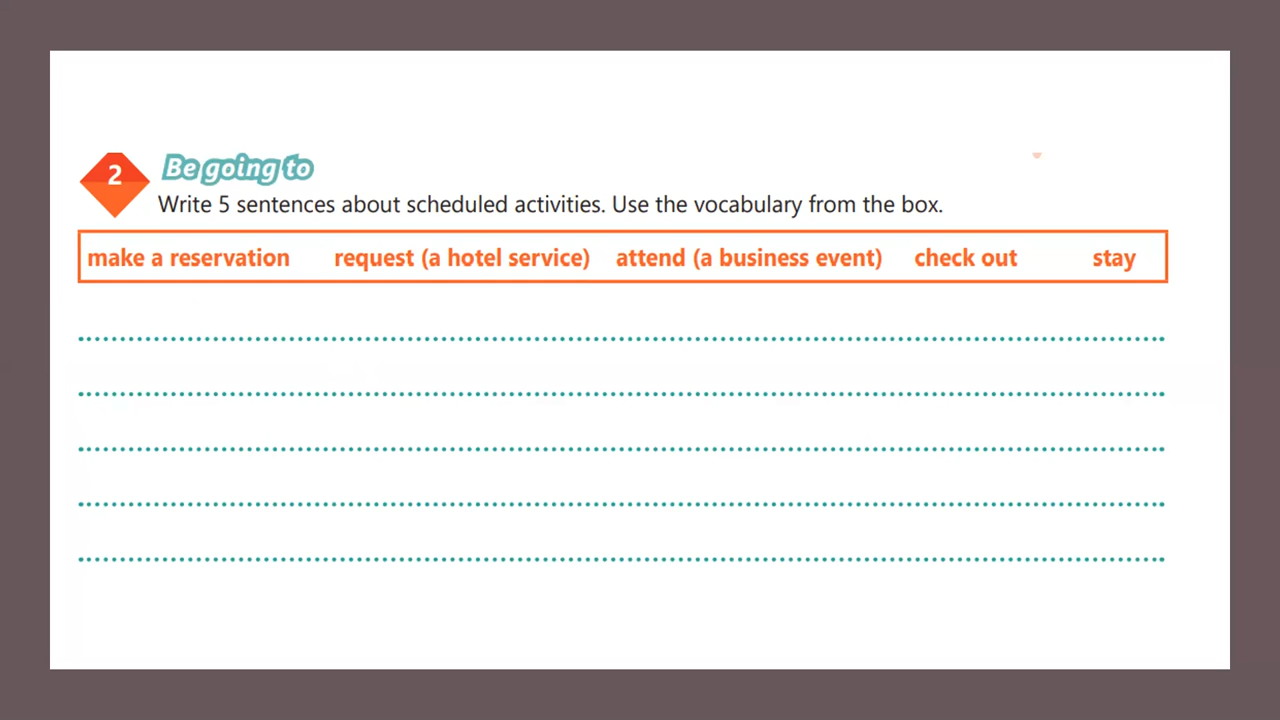 2
Be going to
Write 5 sentences about scheduled activities. Use the vocabulary from the box.
make a reservation request (a hotel service) attend (a business event) check out stay